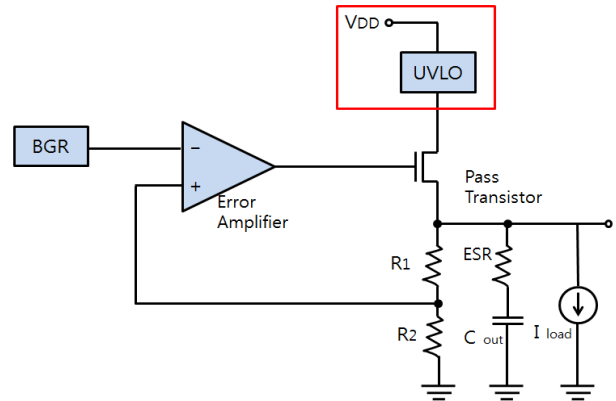 VDD
UVLO
BGR
−
+
Error
Amplifier
Pass
Transistor
R1
ESR
R2
C out
I load